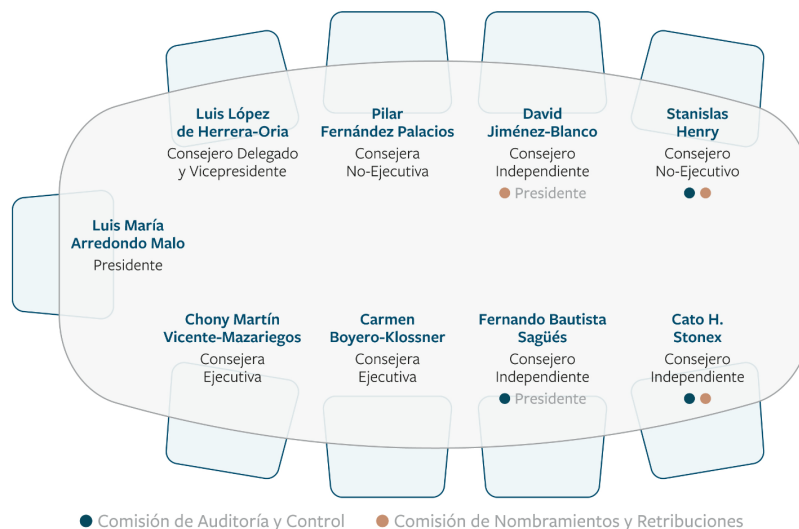 Luis López
de Herrera-Oria
Consejero Delegado
y Vicepresidente
Pilar
Fernández Palacios
Consejera
No-Ejecutiva
David
Jiménez-Blanco
Consejero
Independiente
Presidente
Stanislas
Henry
Consejero
No-Ejecutivo
Luis María
Arredondo Malo
Presidente
Chony Martín
Vicente-Mazariegos
Consejera
Ejecutiva
Carmen
Boyero-Klossner
Consejera
Ejecutiva
Fernando Bautista
Sagüés
Consejero
Independiente
Presidente
Cato H.
Stonex
Consejero
Independiente
Comisión de Auditoría y Control
Comisión de Nombramientos y Retribuciones